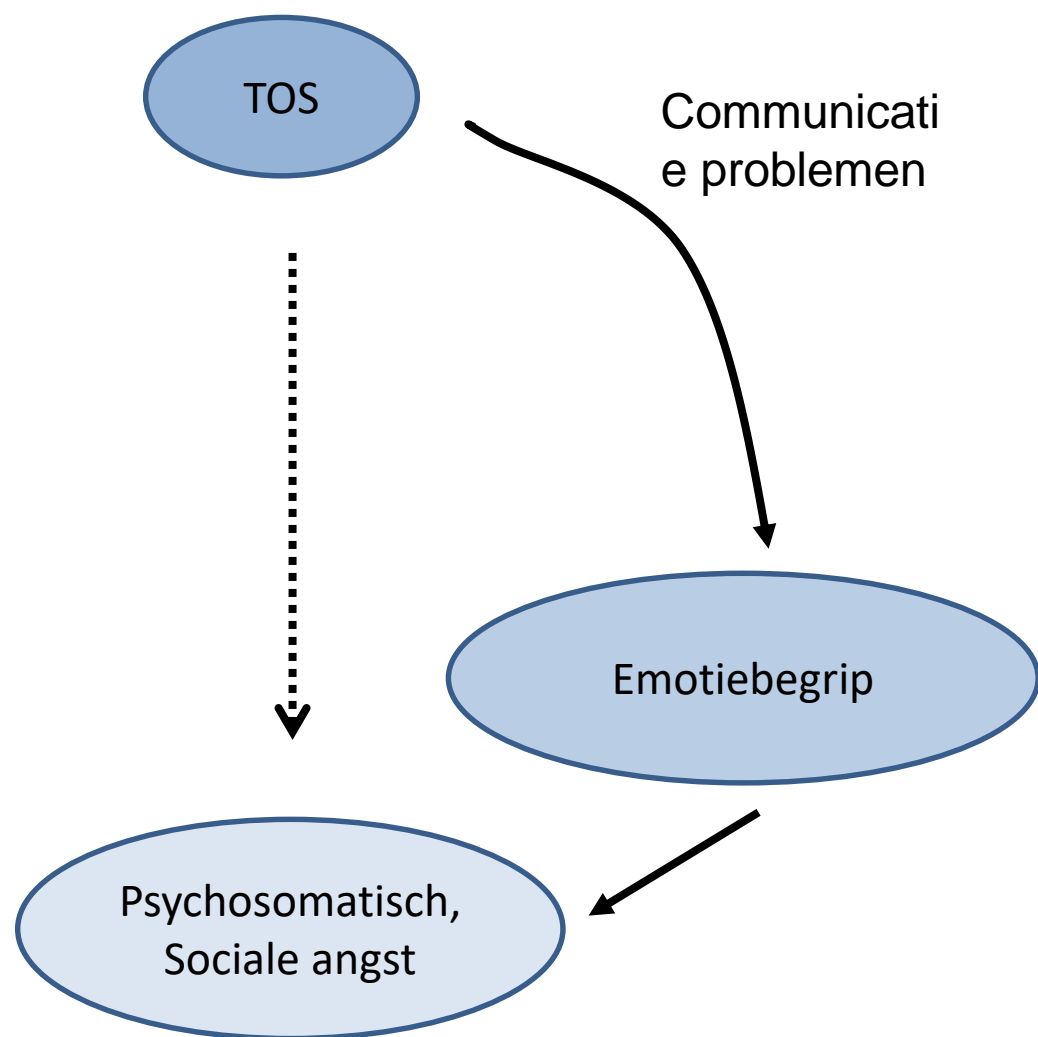 TOS
Communicati
e problemen
Emotiebegrip
Psychosomatisch,
Sociale angst